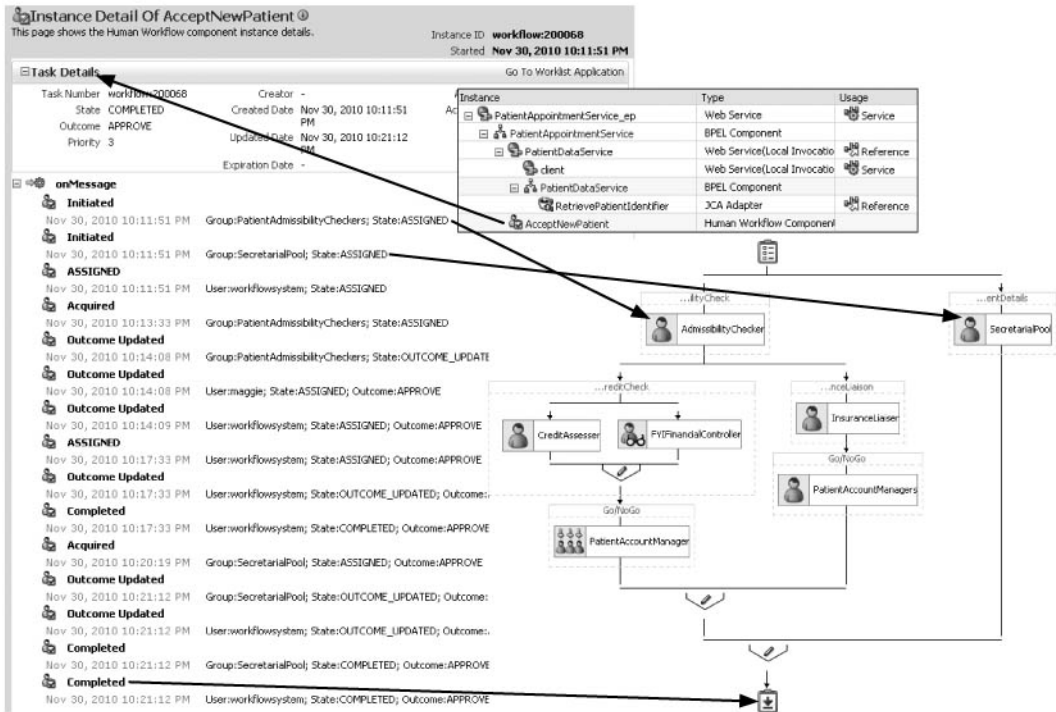 Instance Detail Of AcceptNewPatient
This page shows the Human Workflow component instance details.
Instance ID workflow:200068
Started Nov 30, 2010 10:11:51 PM
Task Details
Go To Worklist Application
Task Number workflow:200068
State COMPLETED
Outcome APPROVE
Priority 3
Creator -
Created Date Nov 30, 2010 10:11:51 PM
Updated Date Nov 30, 2010 10:21:12 PM
Expiration Date -
Instance Type Usage
PatientAppointmentService_ep Web Service Service
PatientAppointmentService BPEL Component
PatientDataService Web Service(Local Invocatio Reference
client Web Service(Local Invocatio Service
PatientDataService BPEL Component
RetrievePatientIdentifier JCA Adapter Reference
AcceptNewPatient Human Workflow Component
onMessage
Initiated
Nov 30, 2010 10:11:51 PM Group:PatientAdmissibilityCheckers; State:ASSIGNED
Initiated
Nov 30, 2010 10:11:51 PM Group:SecretarialPool; State:ASSIGNED
ASSIGNED
Nov 30, 2010 10:11:51 PM User:workflowsystem; State:ASSIGNED
Acquired
Nov 30, 2010 10:13:33 PM Group:PatientAdmissibilityCheckers; State:ASSIGNED
Outcome Updated
Nov 30, 2010 10:14:08 PM Group:PatientAdmissibilityCheckers; State:OUTCOME_UPDATE
Outcome Updated
Nov 30, 2010 10:14:08 PM User:maggie; State:ASSIGNED; Outcome:APPROVE
Outcome Updated
Nov 30, 2010 10:14:09 PM User:workflowsystem; State:ASSIGNED; Outcome:APPROVE
ASSIGNED
Nov 30, 2010 10:17:33 PM User:workflowsystem; State:ASSIGNED; Outcome:APPROVE
Outcome Updated
Nov 30, 2010 10:17:33 PM User:workflowsystem; State:OUTCOME_UPDATED; Outcome:
Completed
Nov 30, 2010 10:17:33 PM User:workflowsystem; State:COMPLETED; Outcome:APPROVE
Acquired
Nov 30, 2010 10:20:19 PM Group:SecretarialPool; State:ASSIGNED; Outcome:APPROVE
Outcome Updated
Nov 30, 2010 10:21:12 PM Group:SecretarialPool; State:OUTCOME_UPDATED; Outcome:
Outcome Updated
Nov 30, 2010 10:21:12 PM User:workflowsystem; State:OUTCOME_UPDATED; Outcome:
Completed
Nov 30, 2010 10:21:12 PM Group:SecretarialPool; State:COMPLETED; Outcome:APPROVE
Completed
Nov 30, 2010 10:21:12 PM User:workflowsystem; State:COMPLETED; Outcome:APPROVE
...ilityCheck
AdmissibilityChecker
...entDetails
SecretarialPool
...reditCheck
CreditAssesser
FYIFinancialController
...nceLiaison
InsuranceLiaiser
Go/NoGo
PatientAccountManagers
Go/NoGo
PatientAccountManager